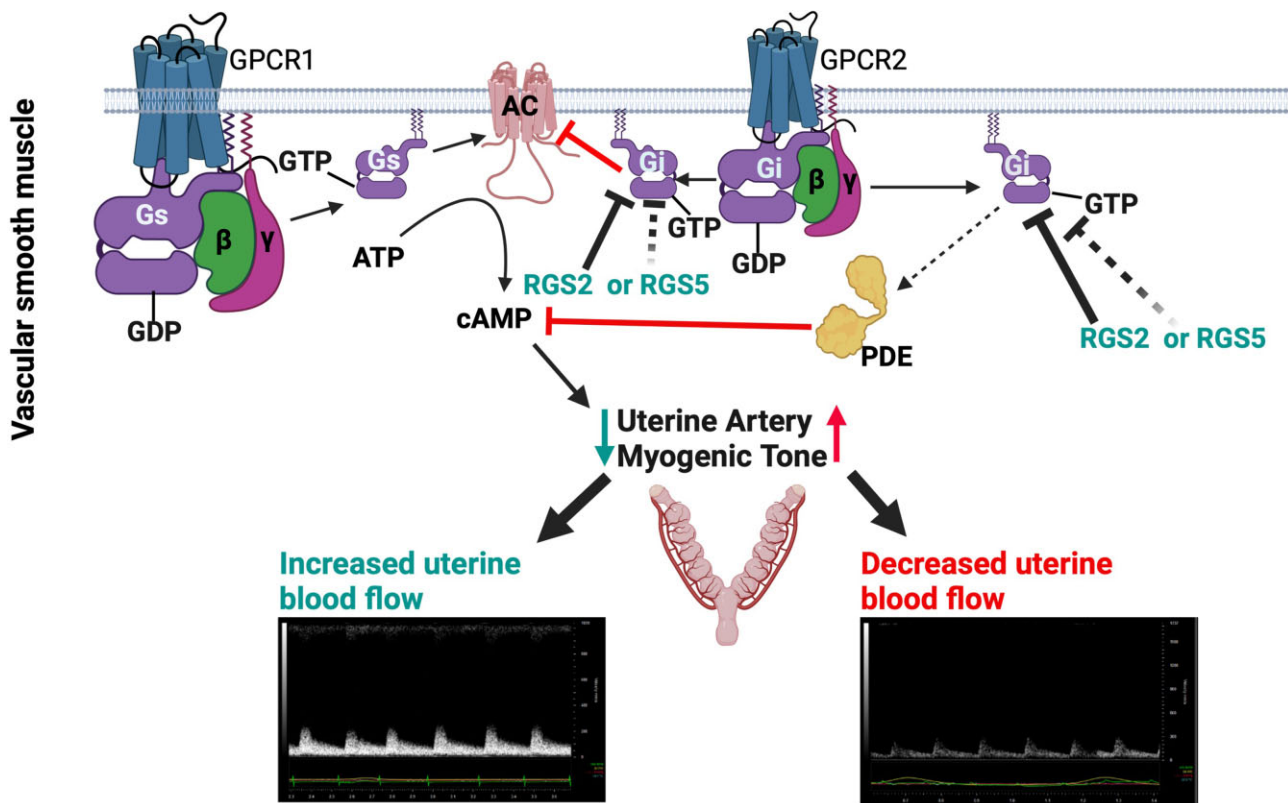 Vascular smooth muscle
GPCR1
GPCR2
AC
GTP
Gs
Gi
Gi
Gi
Gs
β
γ
β
γ
GTP
GTP
ATP
GDP
GDP
RGS2 or RGS5
cAMP
PDE
RGS2 or RGS5
Uterine Artery
Myogenic Tone
Increased uterine
blood flow
Decreased uterine
blood flow